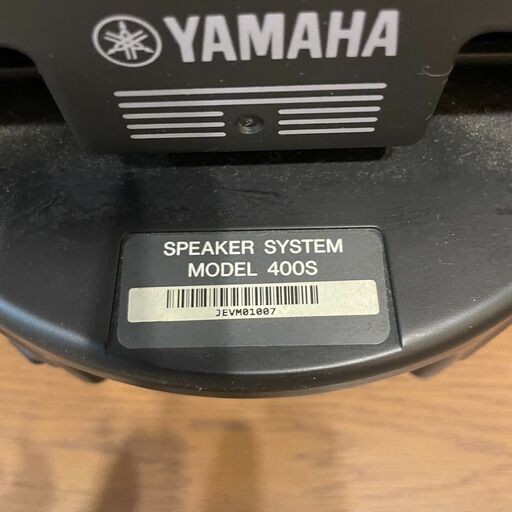 YAMAHA
SPEAKER SYSTEM
MODEL 400S
JEVM01007